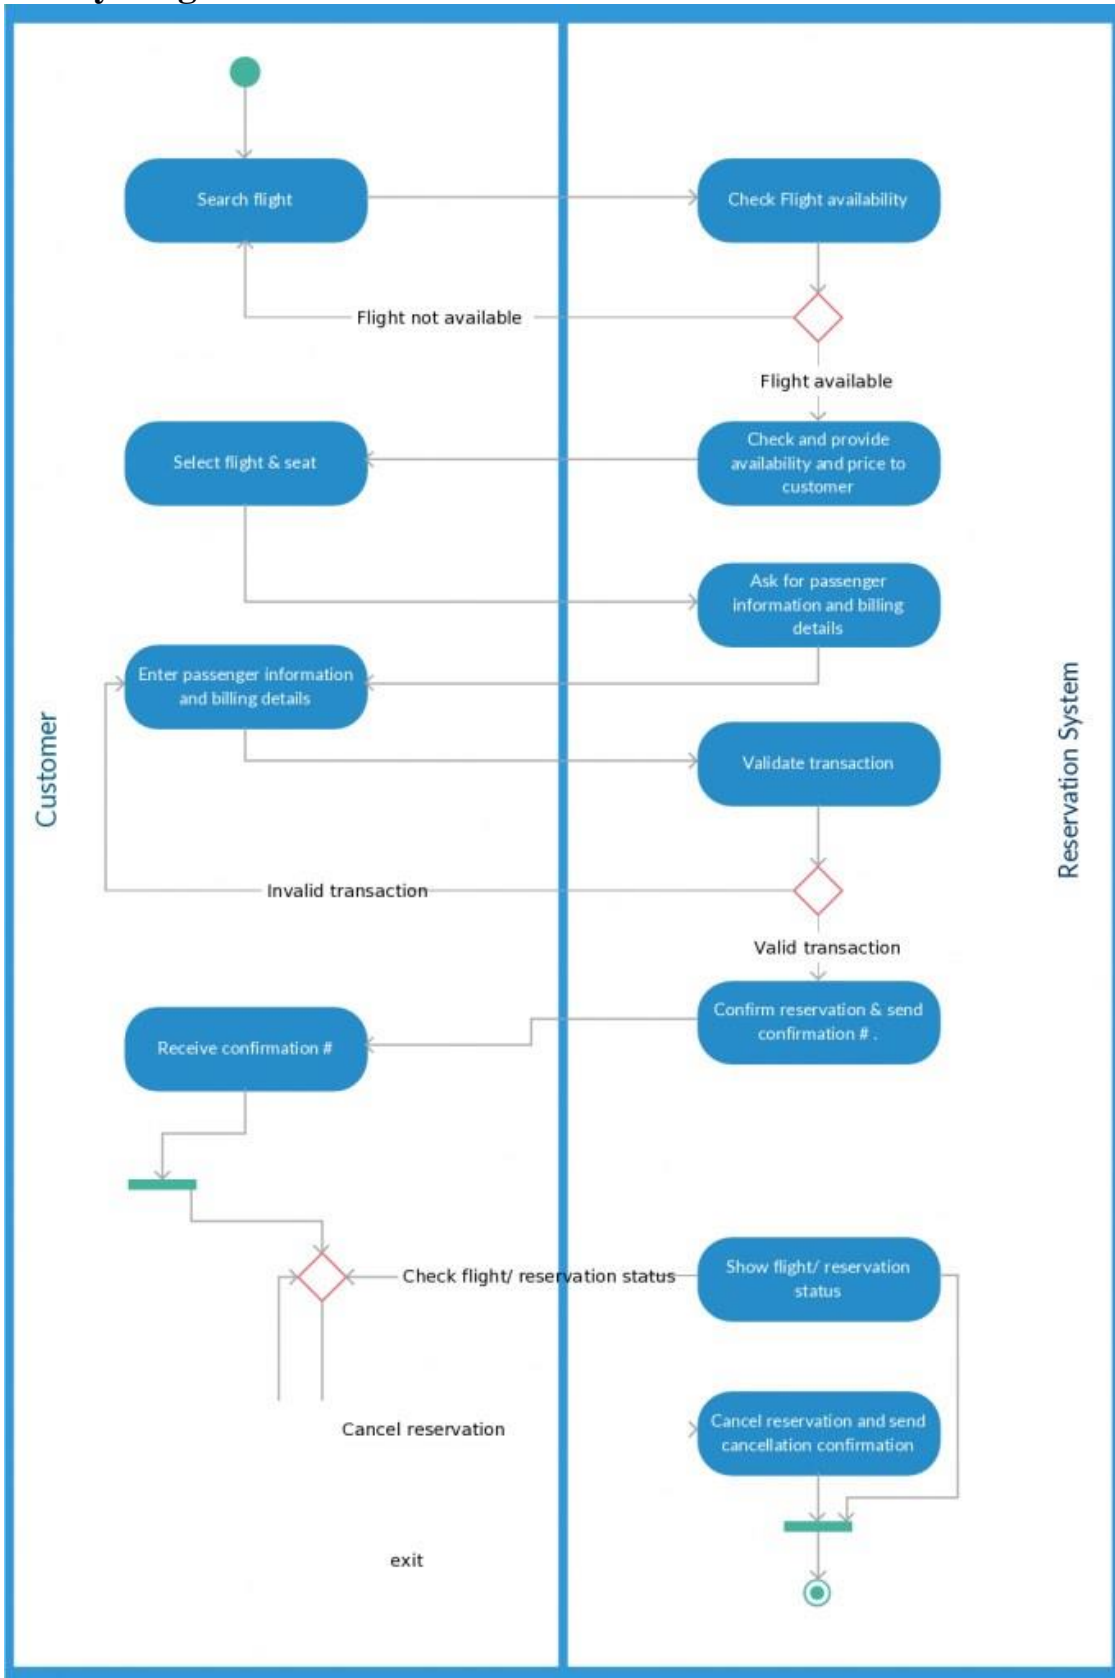 Search flight
Check Flight availability
Flight not available
Flight available
Select flight & seat
Check and provide
availability and price to
customer
Ask for passenger
information and billing
details
Enter passenger information
and billing details
Customer
Reservation System
Validate transaction
Invalid transaction
Valid transaction
Confirm reservation & send
confirmation # .
Receive confirmation #
Check flight/ reservation status
Show flight/ reservation
status
Cancel reservation
Cancel reservation and send
cancellation confirmation
exit